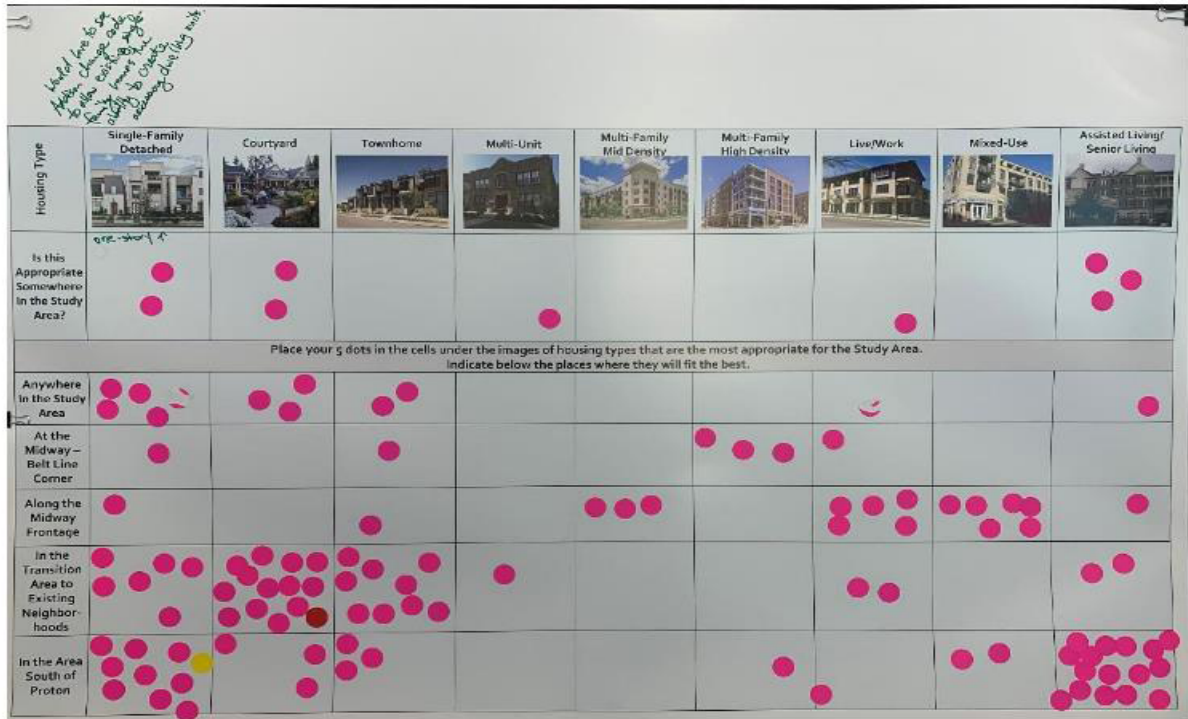 Would love to see
Addison change code
to allow existing single-
family homes the
ability to create
accessory dwelling units.
Housing Type
Single-Family
Detached
Courtyard
Townhome
Multi-Unit
Multi-Family
Mid Density
Multi-Family
High Density
Live/Work
Mixed-Use
Assisted Living/
Senior Living
one-story ↑
Is this
Appropriate
Somewhere
In the Study
Area?
Place your 5 dots in the cells under the images of housing types that are the most appropriate for the Study Area.
Indicate below the places where they will fit the best.
Anywhere
In the Study
Area
At the
Midway –
Belt Line
Corner
Along the
Midway
Frontage
In the
Transition
Area to
Existing
Neighbor-
hoods
In the Area
South of
Proton